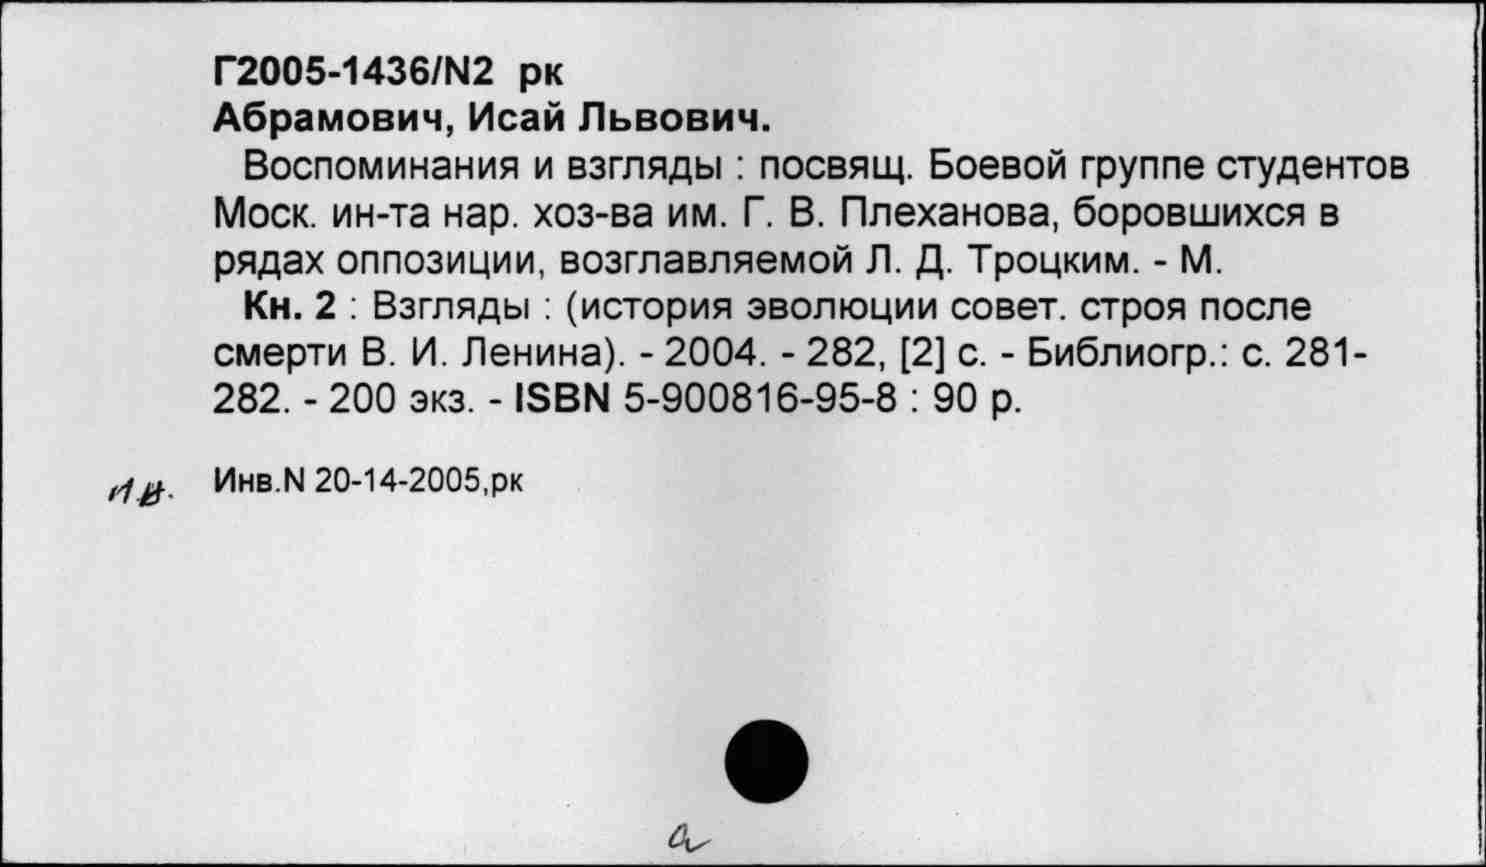 Г2005-1436/N2 рк
Абрамович, Исай Львович.
Воспоминания и взгляды : посвящ. Боевой группе студентов
Моск. ин-та нар. хоз-ва им. Г. В. Плеханова, боровшихся в
рядах оппозиции, возглавляемой Л. Д. Троцким. - М.
Кн. 2 : Взгляды : (история эволюции совет. строя после
смерти В. И. Ленина). - 2004. - 282, [2] с. - Библиогр.: с. 281-
282. - 200 экз. - ISBN 5-900816-95-8 : 90 р.
Инв.N 20-14-2005,рк